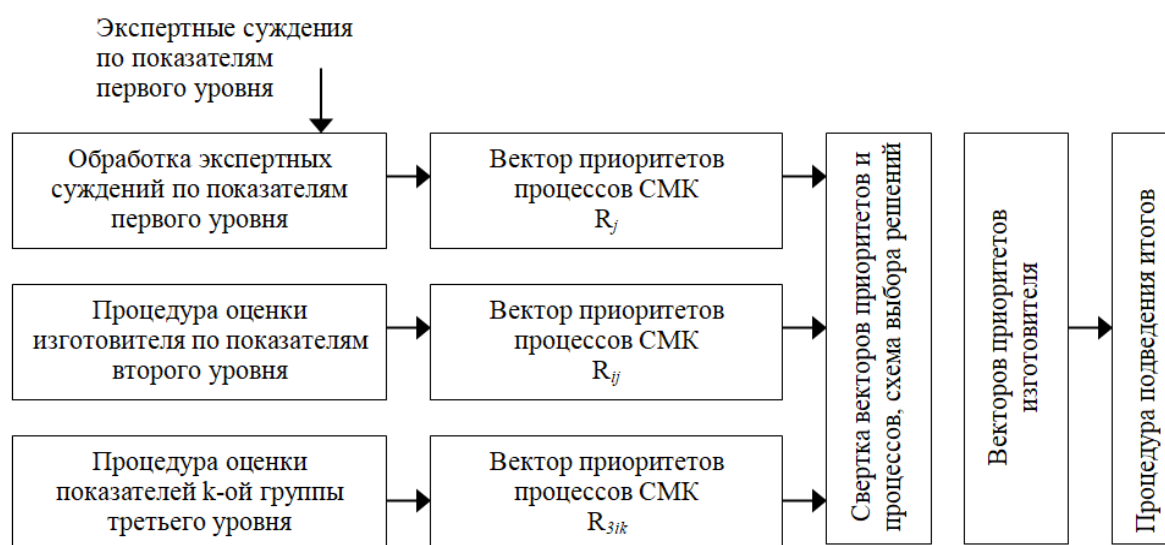 Экспертные суждения
по показателям
первого уровня
Обработка экспертных
суждений по показателям
первого уровня
Вектор приоритетов
процессов СМК
Rj
Процедура оценки
изготовителя по показателям
второго уровня
Вектор приоритетов
процессов СМК
Rij
Процедура оценки
показателей k-ой группы
третьего уровня
Вектор приоритетов
процессов СМК
R3ik
Свертка векторов приоритетов и
процессов, схема выбора решений
Векторов приоритетов
изготовителя
Процедура подведения итогов